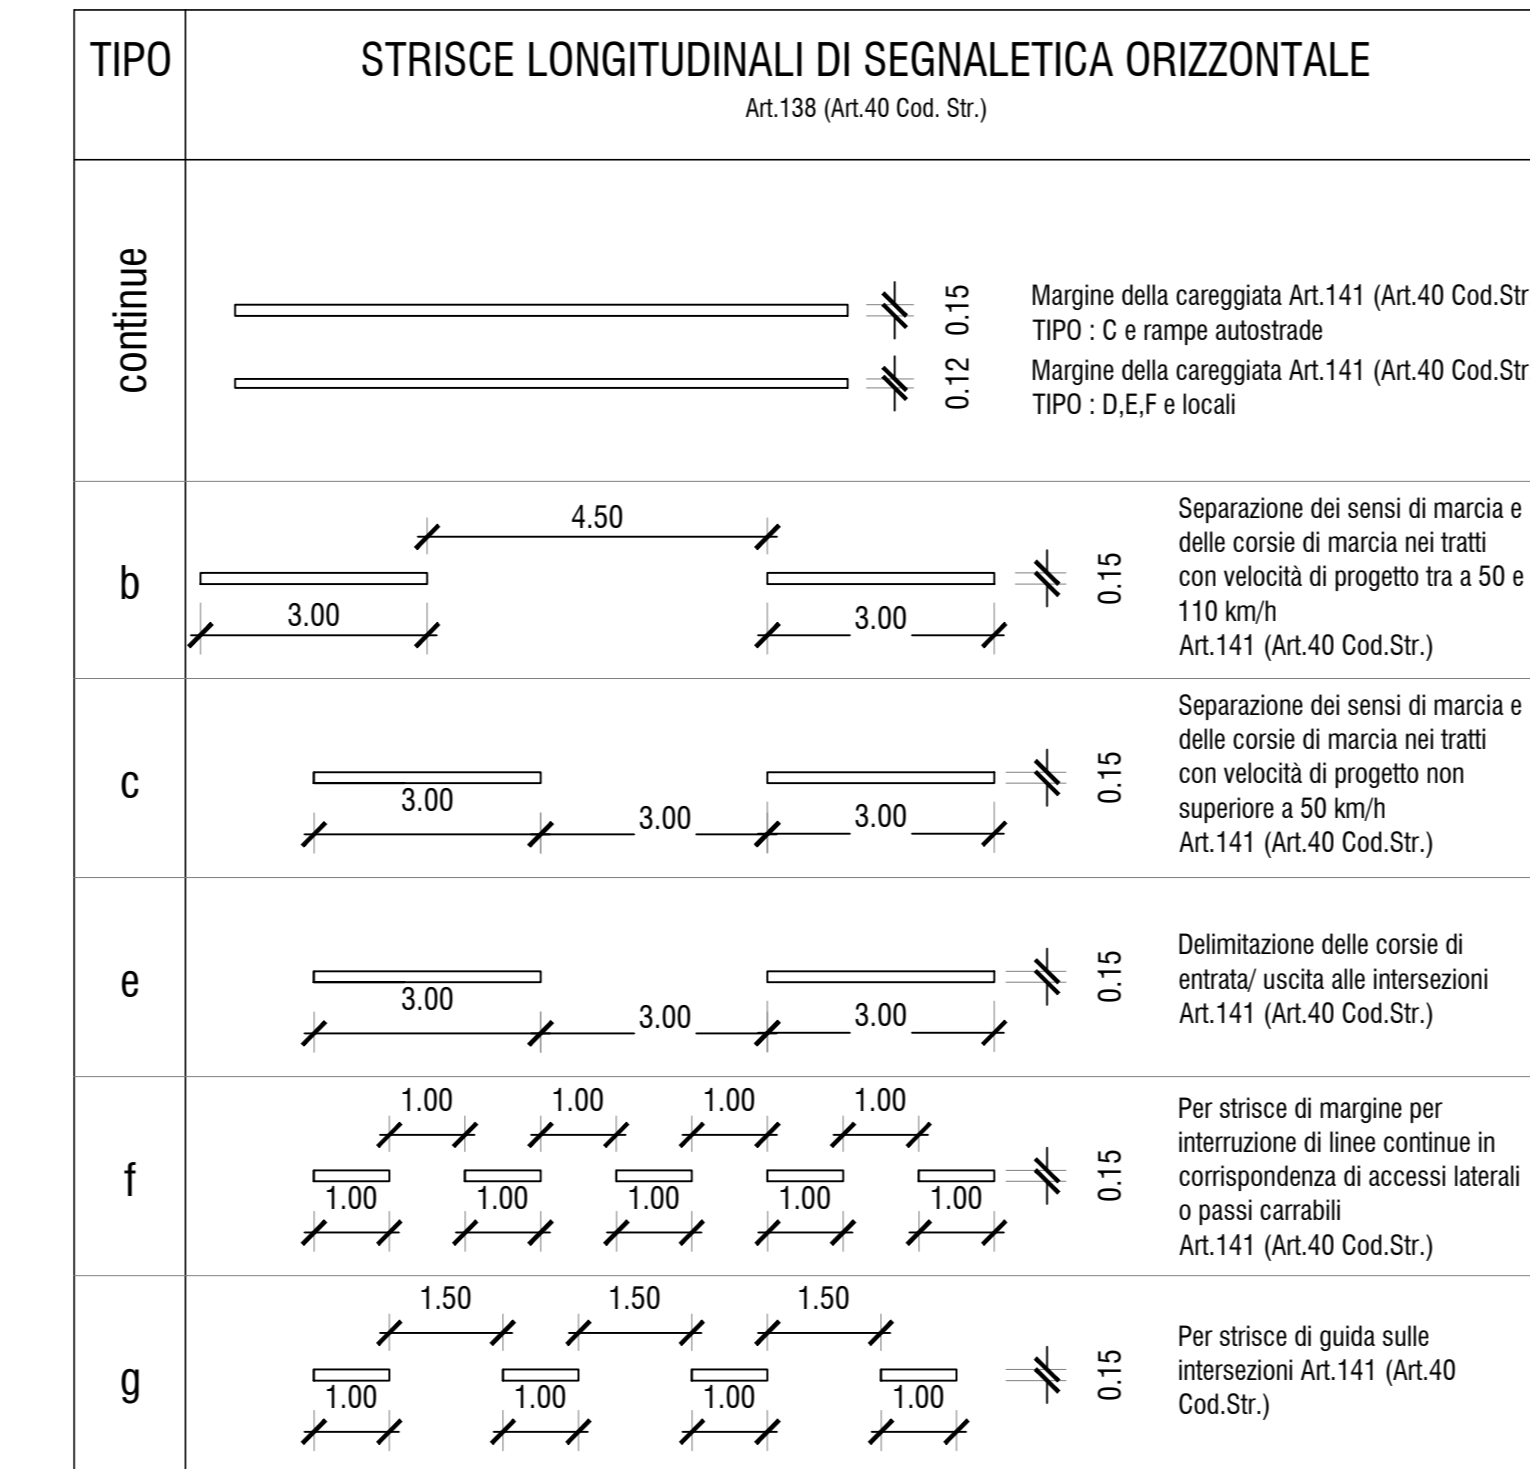 TIPO
STRISCE LONGITUDINALI DI SEGNALETICA ORIZZONTALE
Art.138 (Art.40 Cod. Str.)
continue
0.15
Margine della careggiata Art.141 (Art.40 Cod.Str
TIPO : C e rampe autostrade
0.12
Margine della careggiata Art.141 (Art.40 Cod.Str
TIPO : D,E,F e locali
b
4.50
3.00
3.00
0.15
Separazione dei sensi di marcia e
delle corsie di marcia nei tratti
con velocità di progetto tra a 50 e
110 km/h
Art.141 (Art.40 Cod.Str.)
c
3.00
3.00
3.00
0.15
Separazione dei sensi di marcia e
delle corsie di marcia nei tratti
con velocità di progetto non
superiore a 50 km/h
Art.141 (Art.40 Cod.Str.)
e
3.00
3.00
3.00
0.15
Delimitazione delle corsie di
entrata/ uscita alle intersezioni
Art.141 (Art.40 Cod.Str.)
f
1.00 1.00 1.00 1.00
1.00 1.00 1.00 1.00 1.00
0.15
Per strisce di margine per
interruzione di linee continue in
corrispondenza di accessi laterali
o passi carrabili
Art.141 (Art.40 Cod.Str.)
g
1.50 1.50 1.50
1.00 1.00 1.00 1.00
0.15
Per strisce di guida sulle
intersezioni Art.141 (Art.40
Cod.Str.)